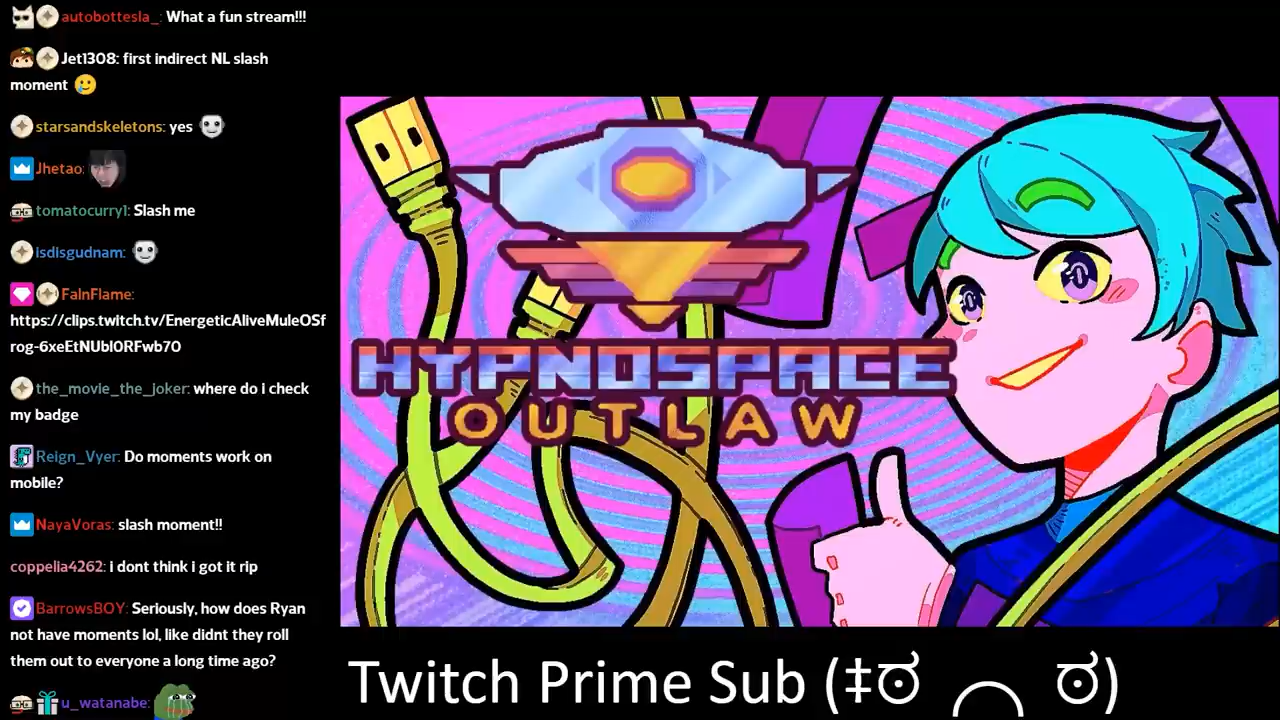 autobottesla_: What a fun stream!!!
Jet1308: first indirect NL slash
moment
starsandskeletons: yes
Jhetao:
tomatocurry1: Slash me
isdisgudnam:
FalnFlame:
https://clips.twitch.tv/EnergeticAliveMuleOSf
rog-6xeEtNUbl0RFwb70
the_movie_the_joker: where do i check
my badge
Reign_Vyer: Do moments work on
mobile?
NayaVoras: slash moment!!
coppelia4262: i dont think i got it rip
BarrowsBOY: Seriously, how does Ryan
not have moments lol, like didnt they roll
them out to everyone a long time ago?
u_watanabe:
HYPNOSPACE
OUTLAW
Twitch Prime Sub (‡ಠ ╭╮ ಠ)